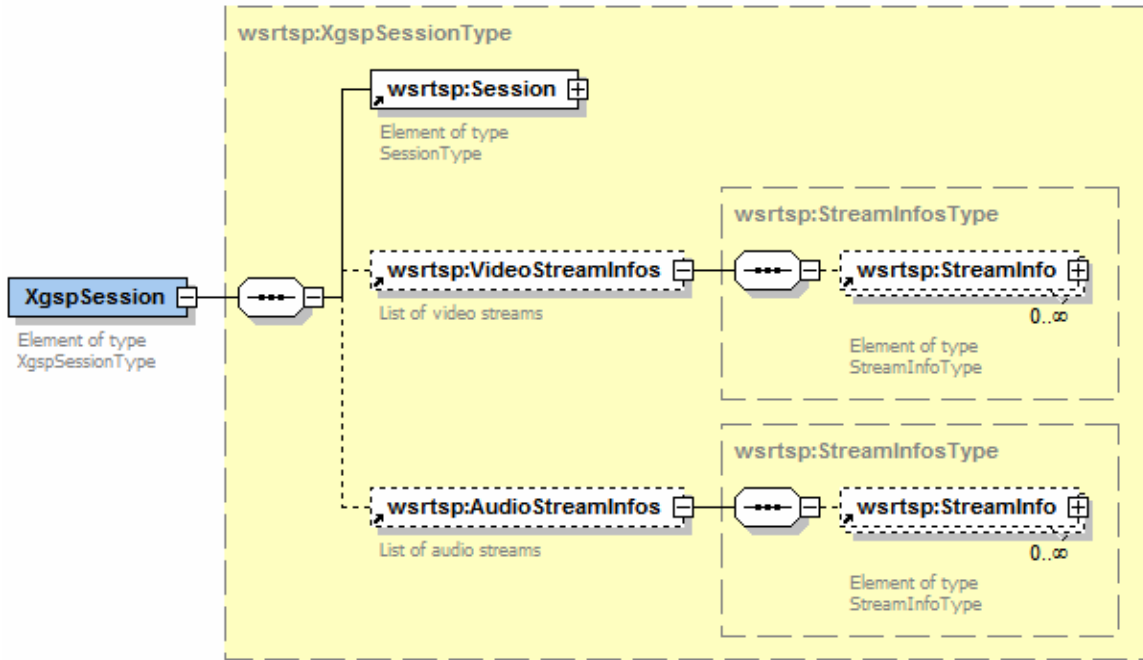 wsrtsp:XgspSessionType
wsrtsp:Session
Element of type
SessionType
wsrtsp:StreamInfosType
XgspSession
Element of type
XgspSessionType
wsrtsp:VideoStreamInfos
List of video streams
wsrtsp:StreamInfo
0..∞
Element of type
StreamInfoType
wsrtsp:StreamInfosType
wsrtsp:AudioStreamInfos
List of audio streams
wsrtsp:StreamInfo
0..∞
Element of type
StreamInfoType